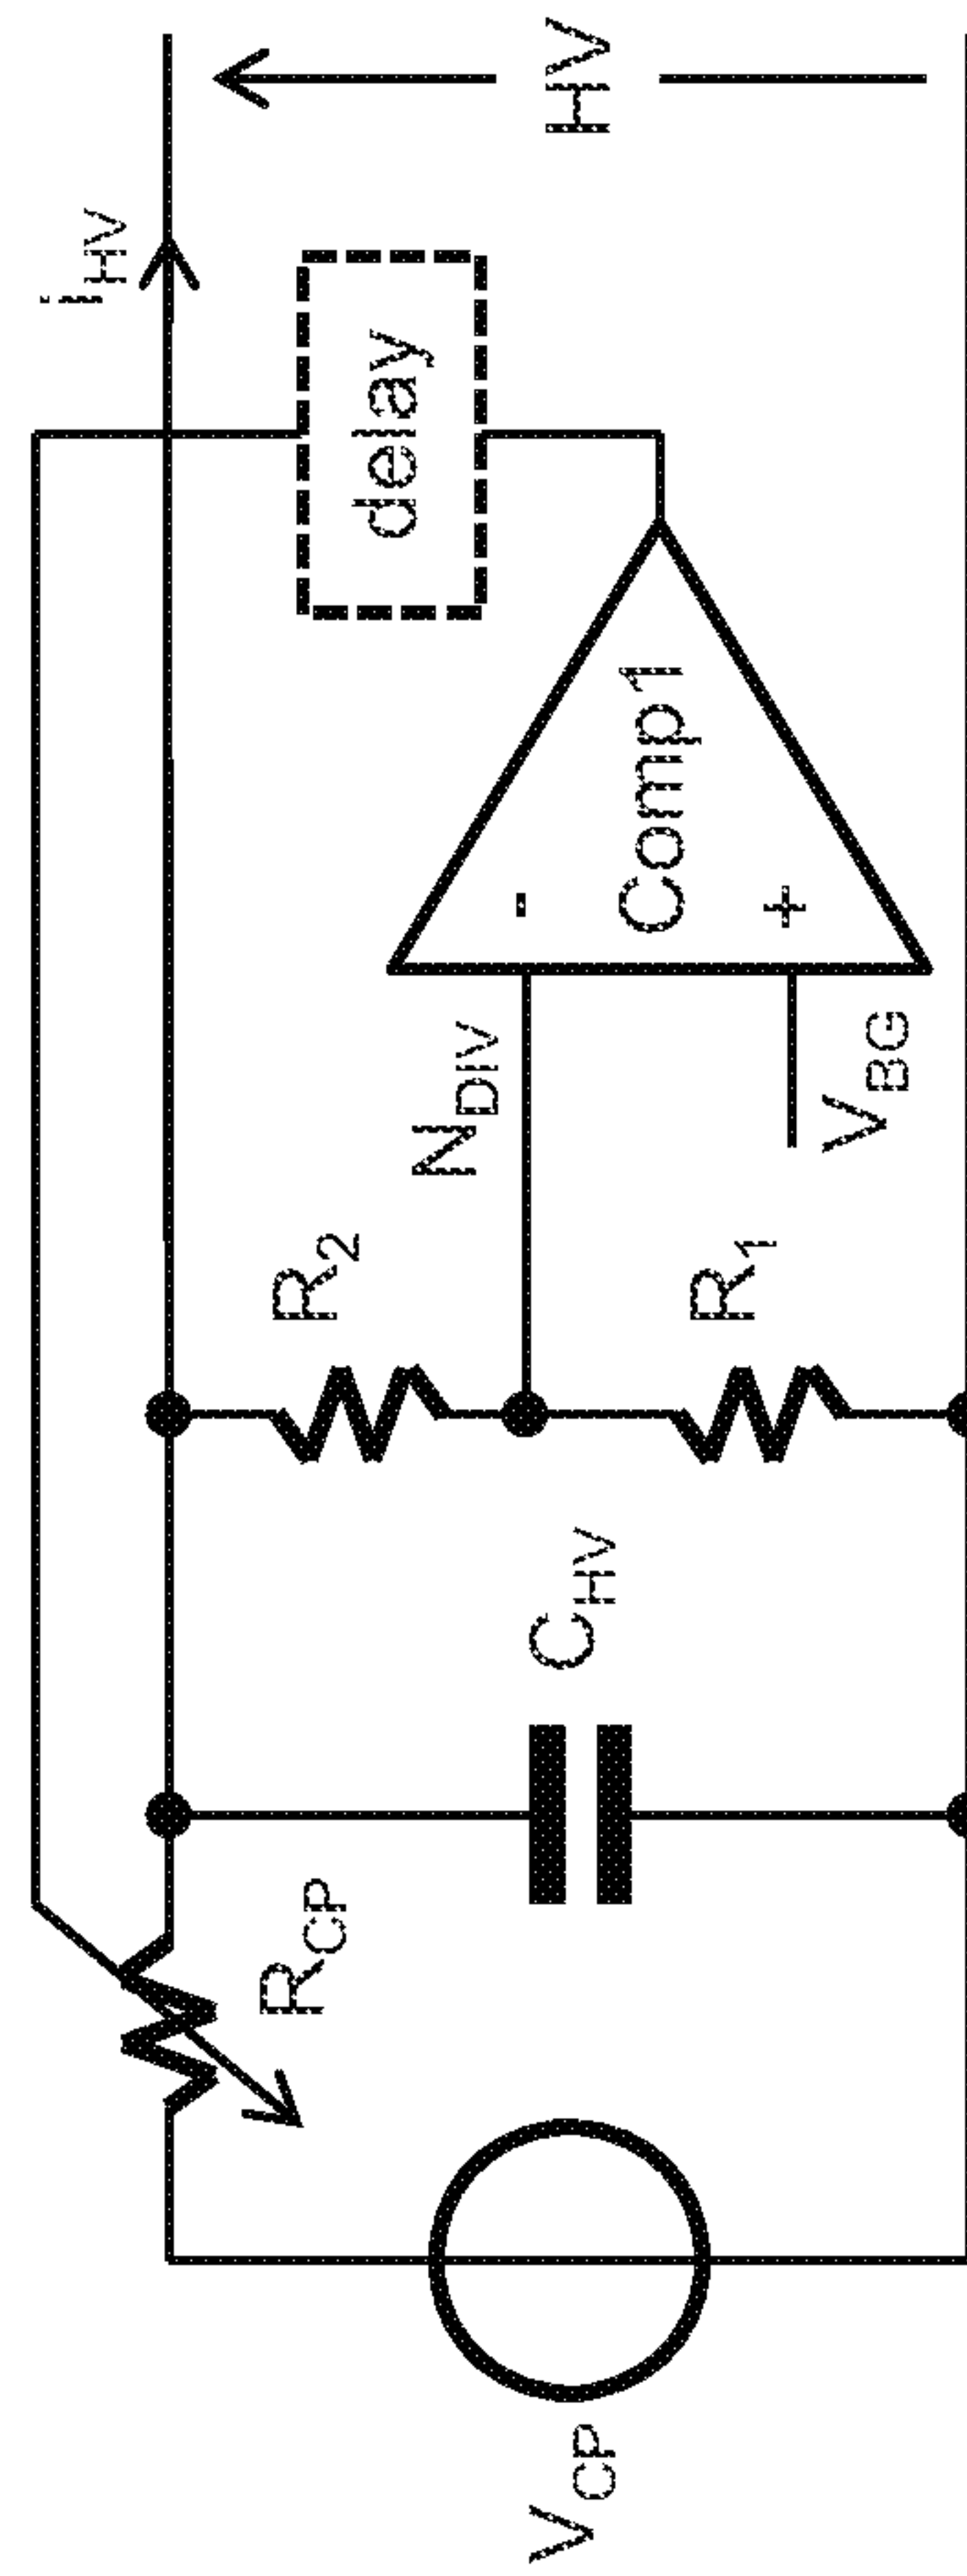 V_CP
R_CP
C_HV
R_2
R_1
N_DIV
V_BG
-
Comp1
+
delay
i_HV
HV